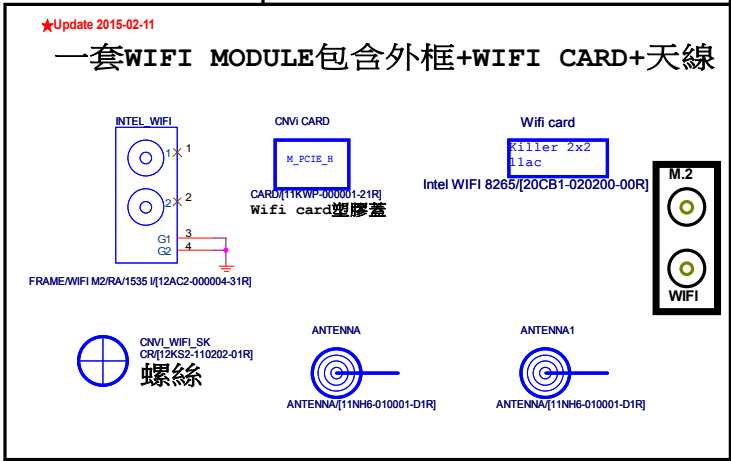 ★Update 2015-02-11
一套WIFI MODULE包含外框+WIFI CARD+天線
INTEL_WIFI
1
1
2
2
G1
3
G2
4
FRAME/WIFI M2/RA/1535 I/[12AC2-000004-31R]
CNVi CARD
M_PCIE_H
CARD/[11KWP-000001-21R]
Wifi card塑膠蓋
Wifi card
Killer 2x2
11ac
Intel WIFI 8265/[20CB1-020200-00R]
M.2
WIFI
CNVI_WIFI_SK
CR/[12KS2-110202-01R]
螺絲
ANTENNA
ANTENNA/[11NH6-010001-D1R]
ANTENNA1
ANTENNA/[11NH6-010001-D1R]